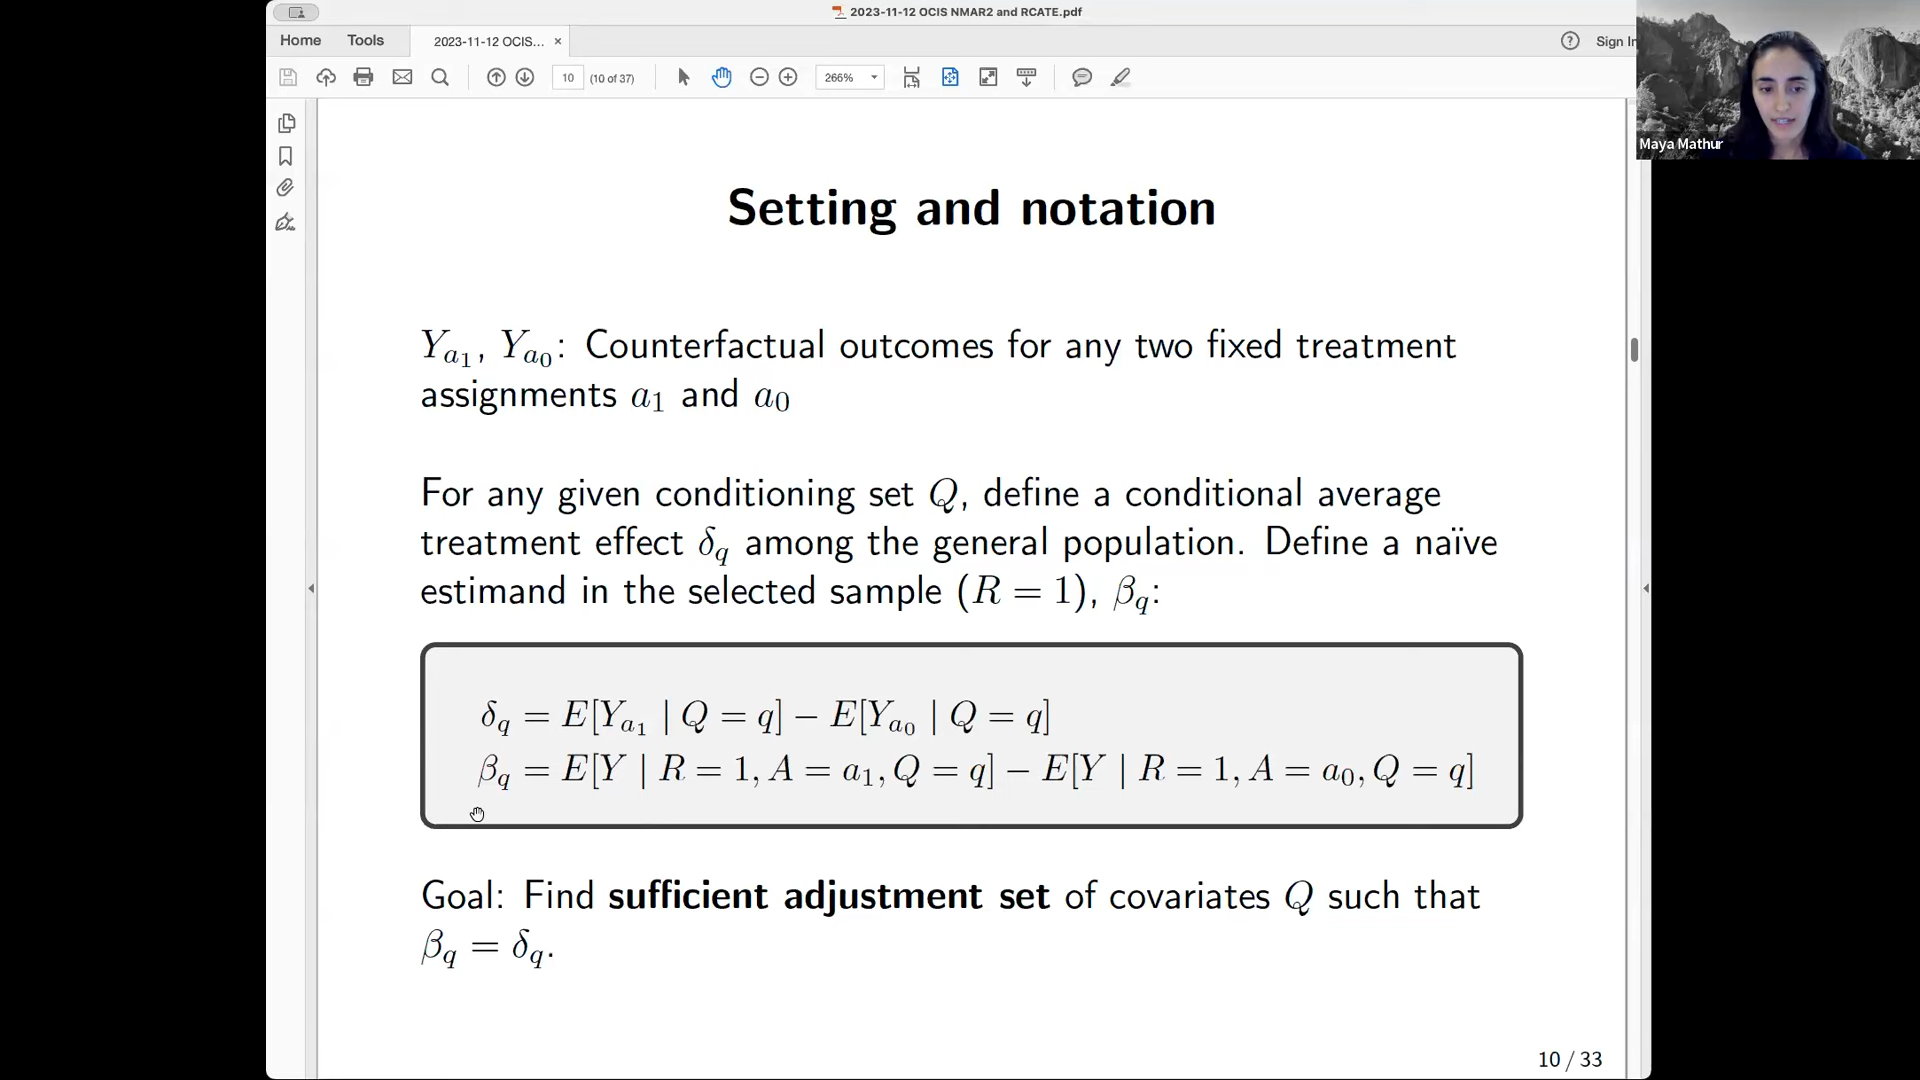 2023-11-12 OCIS NMAR2 and RCATE.pdf
Home Tools 2023-11-12 OCIS... × Sign In
10 (10 of 37) 266%
Maya Mathur
Setting and notation
Y_{a_1}, Y_{a_0}: Counterfactual outcomes for any two fixed treatment
assignments a_1 and a_0
For any given conditioning set Q, define a conditional average
treatment effect δ_q among the general population. Define a naïve
estimand in the selected sample (R = 1), β_q:
δ_q = E[Y_{a_1} | Q = q] − E[Y_{a_0} | Q = q]
β_q = E[Y | R = 1, A = a_1, Q = q] − E[Y | R = 1, A = a_0, Q = q]
Goal: Find sufficient adjustment set of covariates Q such that
β_q = δ_q.
10 / 33